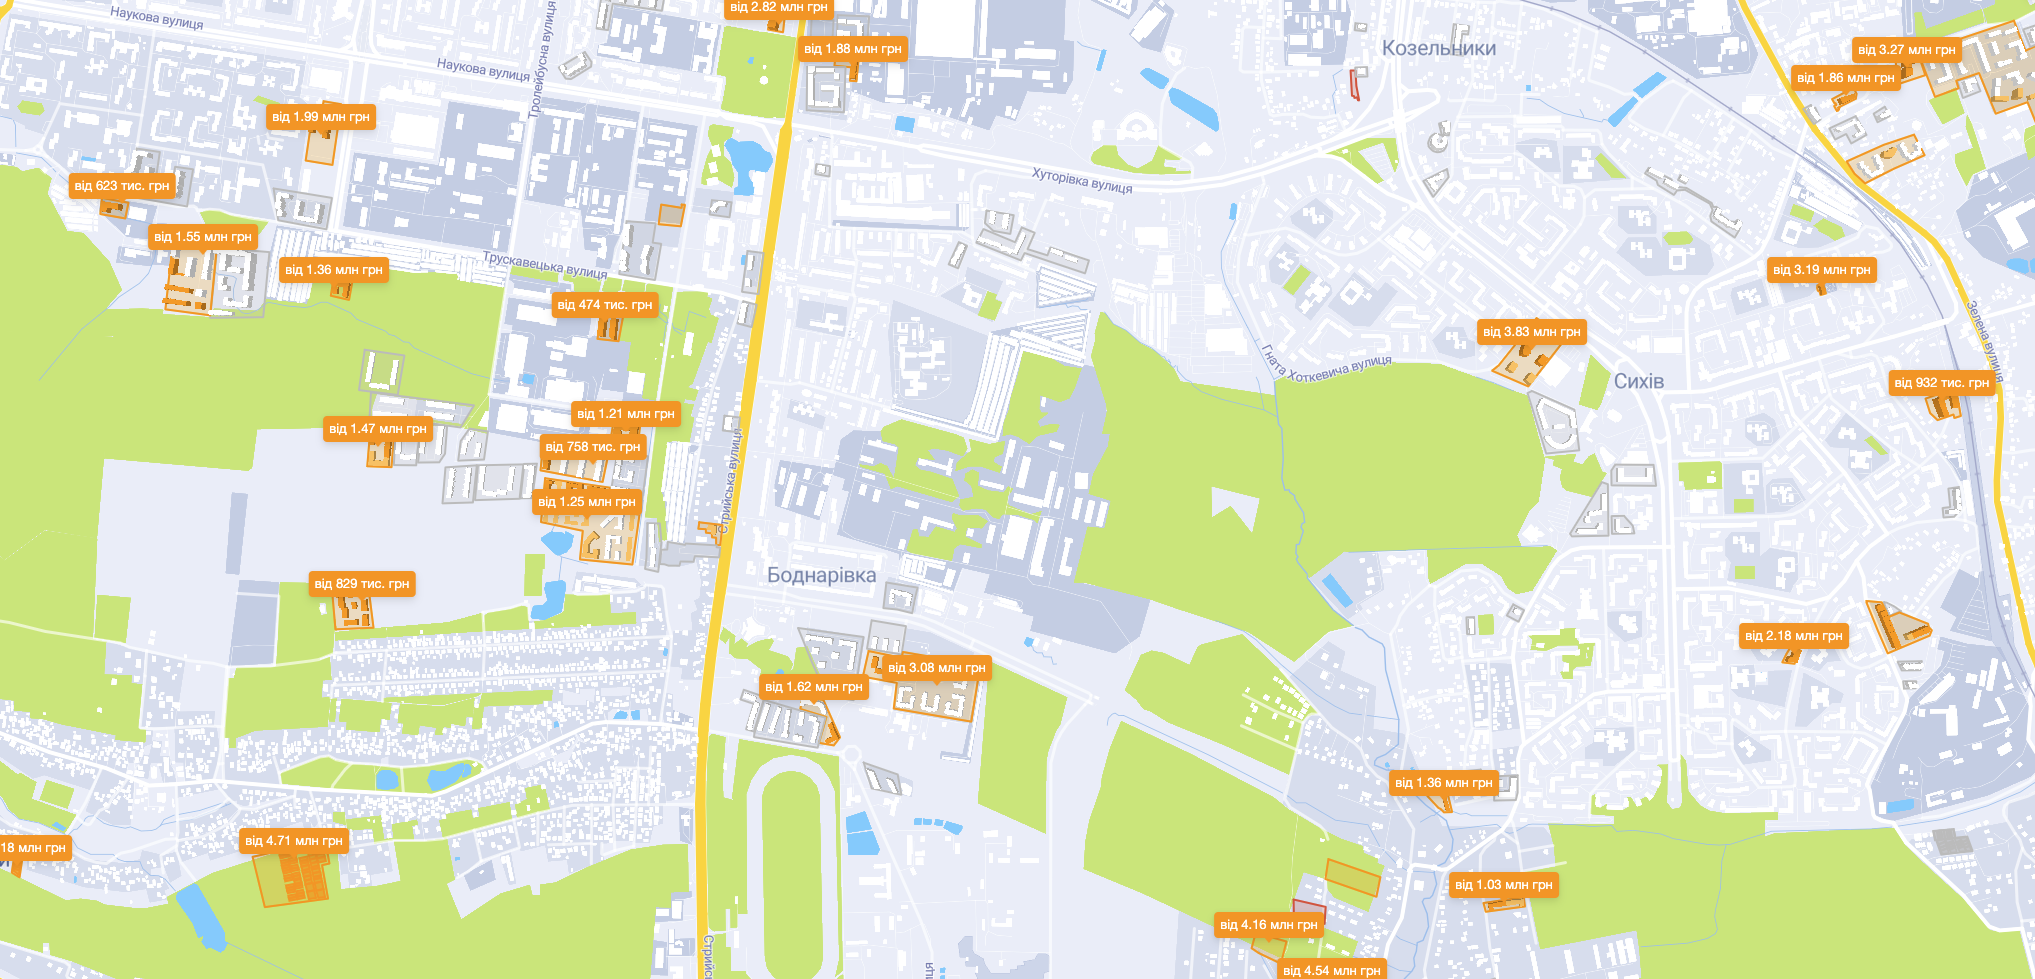 від 2.82 млн грн
Наукова вулиця
Тролейбусна вулиця
від 1.88 млн грн
Козельники
від 3.27 млн грн
Наукова вулиця
від 1.86 млн грн
від 1.99 млн грн
Хуторівка вулиця
від 623 тис. грн
від 1.55 млн грн
від 1.36 млн грн
Трускавецька вулиця
від 3.19 млн грн
від 474 тис. грн
Зелена вулиця
від 3.83 млн грн
Гната Хоткевича вулиця
Сихів
від 932 тис. грн
від 1.21 млн грн
від 1.47 млн грн
від 758 тис. грн
Стрийська вулиця
від 1.25 млн грн
Боднарівка
від 829 тис. грн
від 2.18 млн грн
від 3.08 млн грн
від 1.62 млн грн
від 1.36 млн грн
від 4.71 млн грн
18 млн грн
від 1.03 млн грн
від 4.16 млн грн
Стрийсь
иця
від 4.54 млн грн